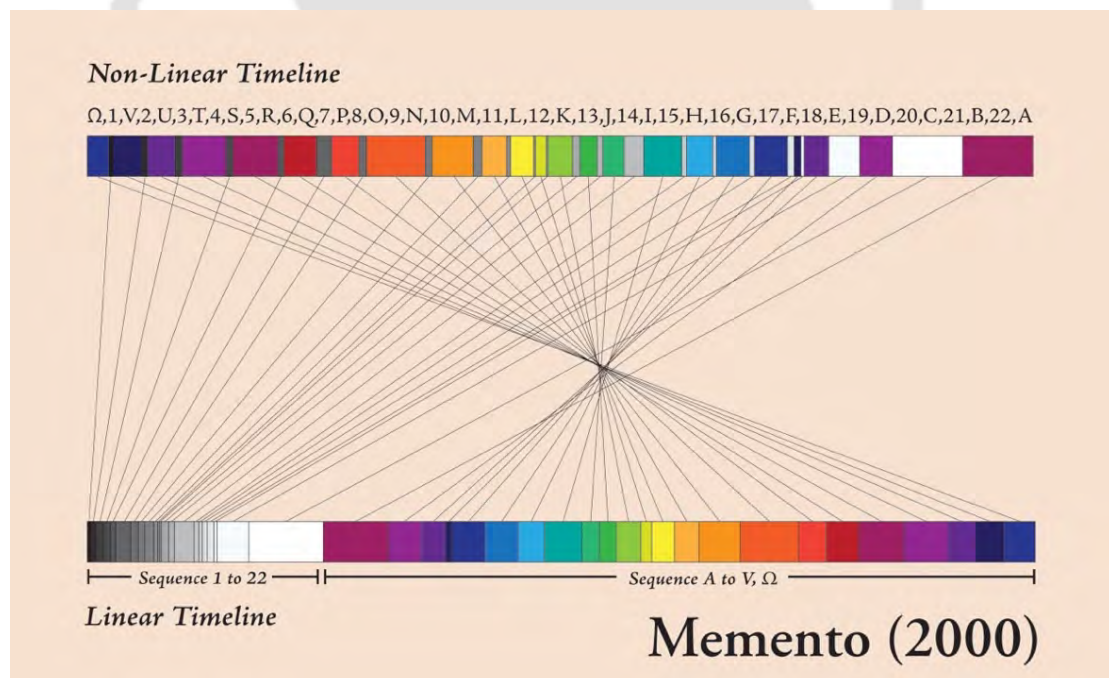 Non-Linear Timeline
Ω,1,V,2,U,3,T,4,S,5,R,6,Q,7,P,8,O,9,N,10,M,11,L,12,K,13,J,14,I,15,H,16,G,17,F,18,E,19,D,20,C,21,B,22,A
Sequence 1 to 22
Sequence A to V, Ω
Linear Timeline
Memento (2000)